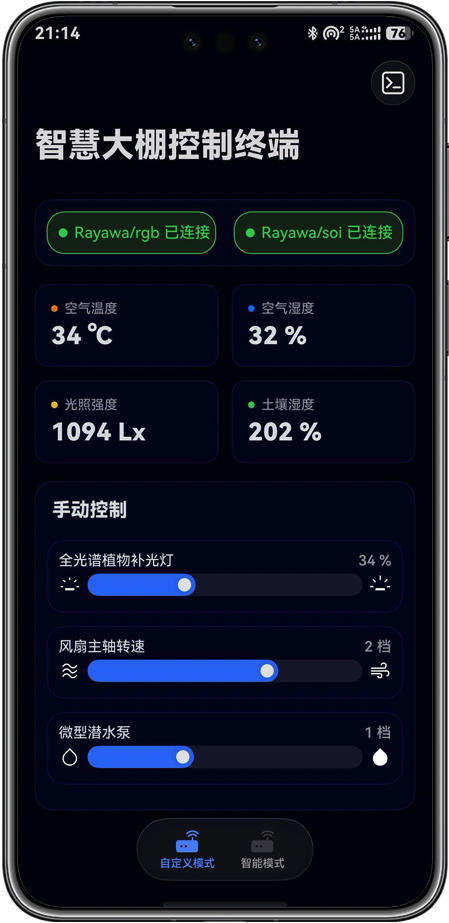 21:14
2 5A 5A 76
智慧大棚控制终端
Rayawa/rgb 已连接
Rayawa/soi 已连接
空气温度
34 ℃
空气湿度
32 %
光照强度
1094 Lx
土壤湿度
202 %
手动控制
全光谱植物补光灯
34 %
风扇主轴转速
2 档
微型潜水泵
1 档
自定义模式
智能模式